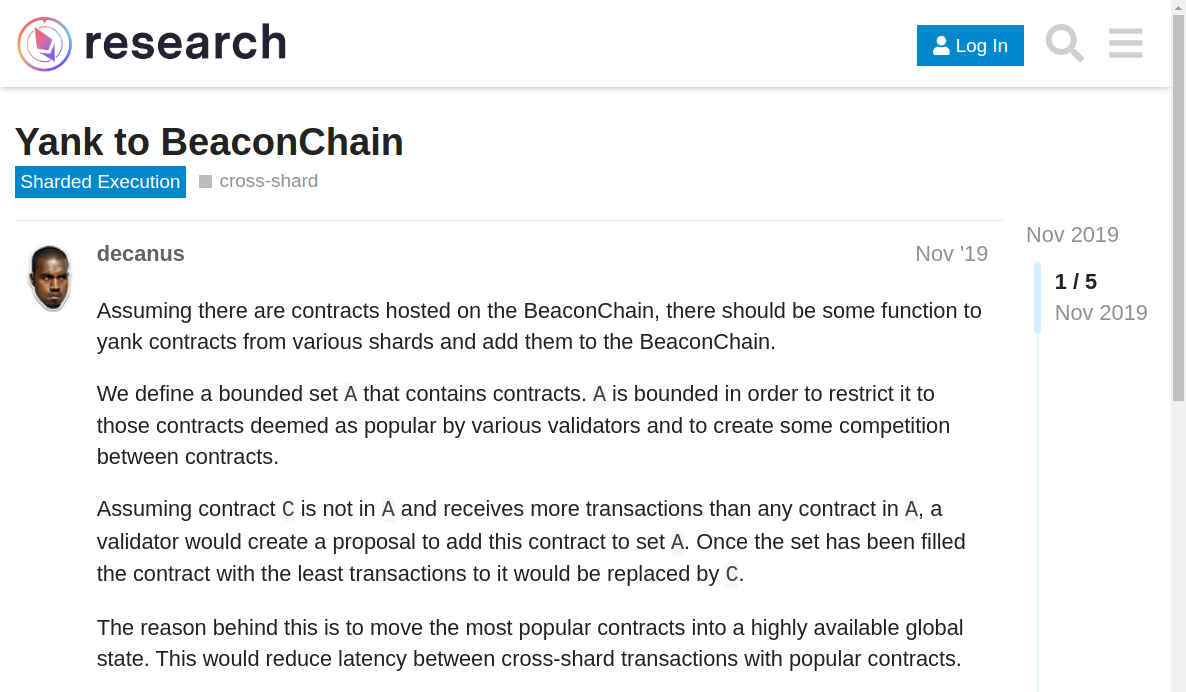 research
Log In
Yank to BeaconChain
Sharded Execution cross-shard
decanus Nov '19
Assuming there are contracts hosted on the BeaconChain, there should be some function to
yank contracts from various shards and add them to the BeaconChain.
We define a bounded set A that contains contracts. A is bounded in order to restrict it to
those contracts deemed as popular by various validators and to create some competition
between contracts.
Assuming contract C is not in A and receives more transactions than any contract in A, a
validator would create a proposal to add this contract to set A. Once the set has been filled
the contract with the least transactions to it would be replaced by C.
The reason behind this is to move the most popular contracts into a highly available global
state. This would reduce latency between cross-shard transactions with popular contracts.
Nov 2019
1 / 5
Nov 2019